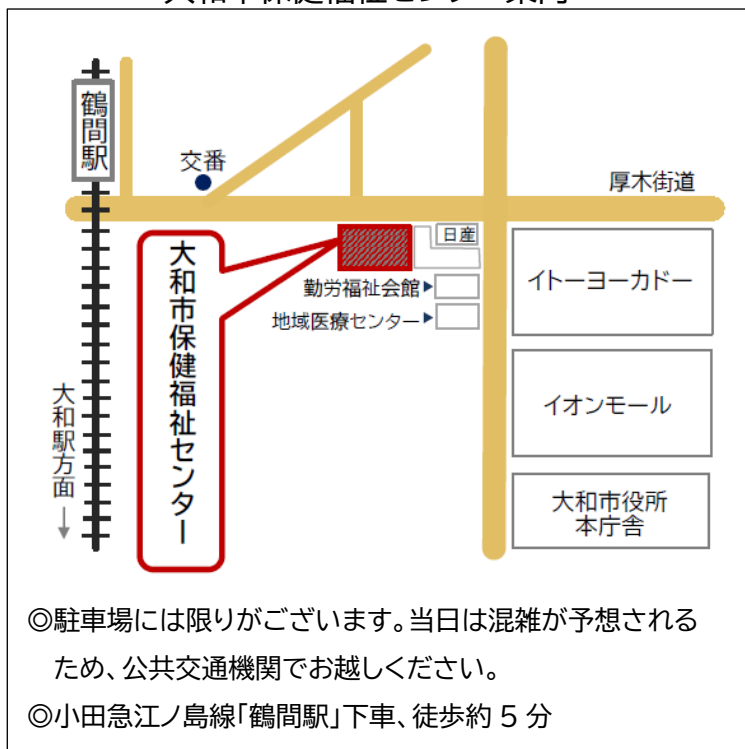 鶴間駅
交番
厚木街道
日産
大和市保健福祉センター
勤労福祉会館
地域医療センター
イトーヨーカドー
イオンモール
大和市役所
本庁舎
大和駅方面
↓
◎駐車場には限りがございます。当日は混雑が予想される
ため、公共交通機関でお越しください。
◎小田急江ノ島線「鶴間駅」下車、徒歩約 5 分